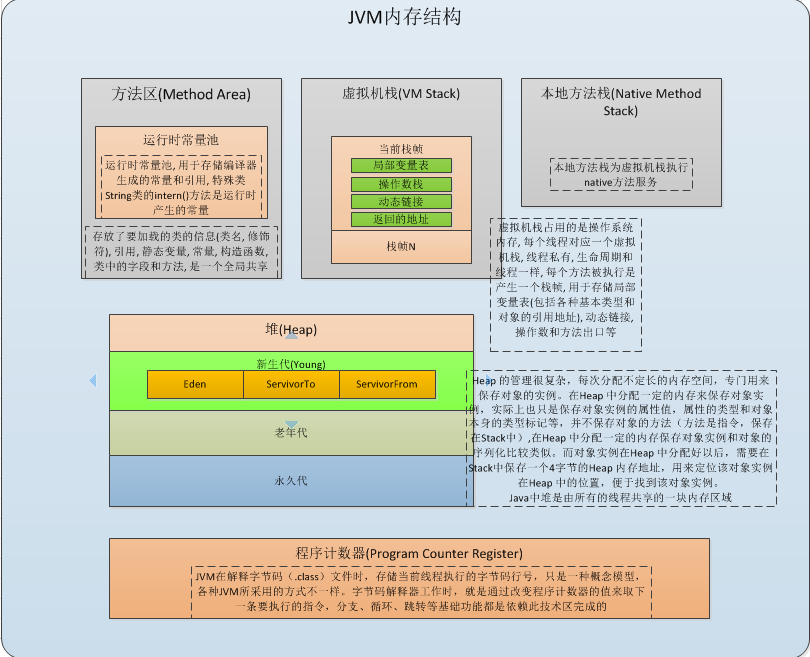 JVM内存结构
方法区(Method Area)
运行时常量池
运行时常量池, 用于存储编译器
生成的常量和引用, 特殊类
String类的intern()方法是运行时
产生的常量
存放了要加载的类的信息(类名, 修饰
符), 引用, 静态变量, 常量, 构造函数,
类中的字段和方法, 是一个全局共享
虚拟机栈(VM Stack)
当前栈帧
局部变量表
操作数栈
动态链接
返回的地址
栈帧N
本地方法栈(Native Method
Stack)
本地方法栈为虚拟机栈执行
native方法服务
虚拟机栈占用的是操作系统
内存, 每个线程对应一个虚拟
机栈, 线程私有, 生命周期和
线程一样, 每个方法被执行是
产生一个栈帧, 用于存储局部
变量表(包括各种基本类型和
对象的引用地址), 动态链接,
操作数和方法出口等
堆(Heap)
新生代(Young)
Eden
ServivorTo
ServivorFrom
老年代
永久代
Heap 的管理很复杂，每次分配不定长的内存空间，专门用来
保存对象的实例。在Heap 中分配一定的内存来保存对象实
例，实际上也只是保存对象实例的属性值，属性的类型和对象
本身的类型标记等，并不保存对象的方法（方法是指令，保存
在Stack中）,在Heap 中分配一定的内存保存对象实例和对象的
序列化比较类似。而对象实例在Heap 中分配好以后，需要在
Stack中保存一个4字节的Heap 内存地址，用来定位该对象实例
在Heap 中的位置，便于找到该对象实例。
Java中堆是由所有的线程共享的一块内存区域
程序计数器(Program Counter Register)
JVM在解释字节码（.class）文件时，存储当前线程执行的字节码行号，只是一种概念模型，
各种JVM所采用的方式不一样。字节码解释器工作时，就是通过改变程序计数器的值来取下
一条要执行的指令，分支、循环、跳转等基础功能都是依赖此技术区完成的